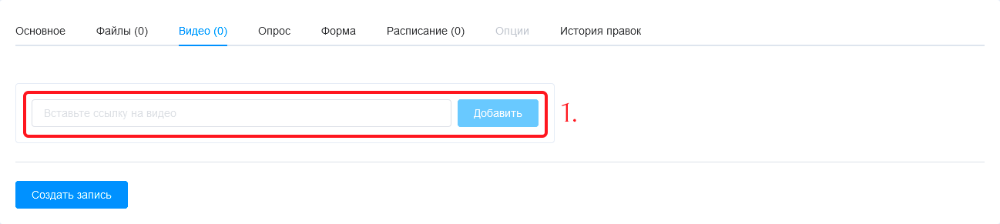 Основное Файлы (0) Видео (0) Опрос Форма Расписание (0) Опции История правок
Вставьте ссылку на видео Добавить 1.
Создать запись